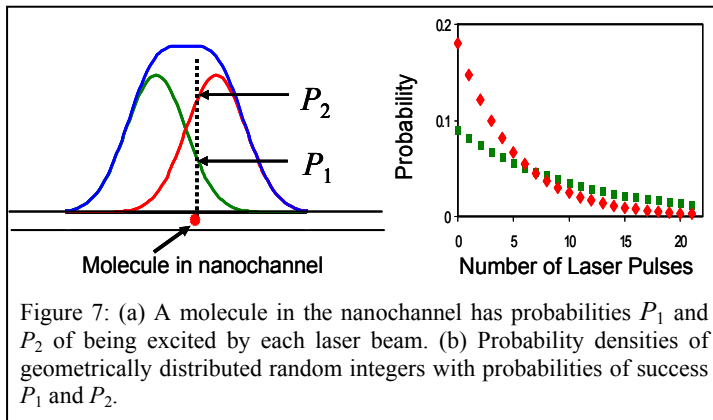 P₂
P₁
Molecule in nanochannel
0.2
0.1
0
Probability
0 5 10 15 20
Number of Laser Pulses
Figure 7: (a) A molecule in the nanochannel has probabilities P₁ and
P₂ of being excited by each laser beam. (b) Probability densities of
geometrically distributed random integers with probabilities of success
P₁ and P₂.